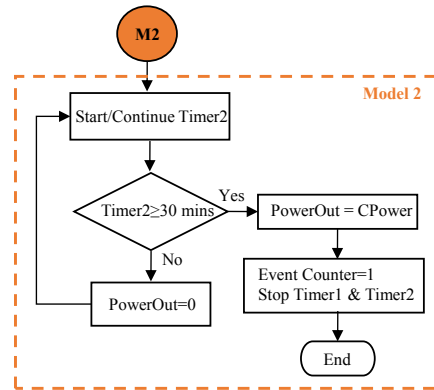 M2
Model 2
Start/Continue Timer2
Timer2≥30 mins
Yes
PowerOut = CPower
No
PowerOut=0
Event Counter=1
Stop Timer1 & Timer2
End